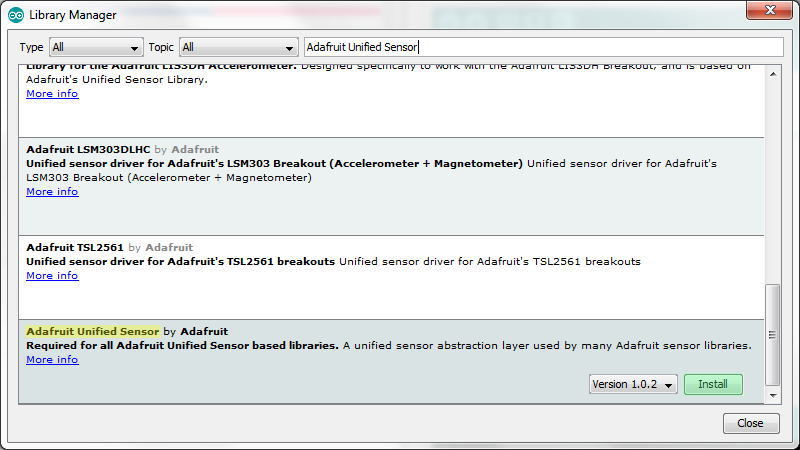 Library Manager
Type All Topic All Adafruit Unified Sensor
Library for the Adafruit LIS3DH Accelerometer. Designed specifically to work with the Adafruit LIS3DH Breakout, and is based on
Adafruit's Unified Sensor Library.
More info
Adafruit LSM303DLHC by Adafruit
Unified sensor driver for Adafruit's LSM303 Breakout (Accelerometer + Magnetometer) Unified sensor driver for Adafruit's
LSM303 Breakout (Accelerometer + Magnetometer)
More info
Adafruit TSL2561 by Adafruit
Unified sensor driver for Adafruit's TSL2561 breakouts Unified sensor driver for Adafruit's TSL2561 breakouts
More info
Adafruit Unified Sensor by Adafruit
Required for all Adafruit Unified Sensor based libraries. A unified sensor abstraction layer used by many Adafruit sensor libraries.
More info
Version 1.0.2 Install
Close